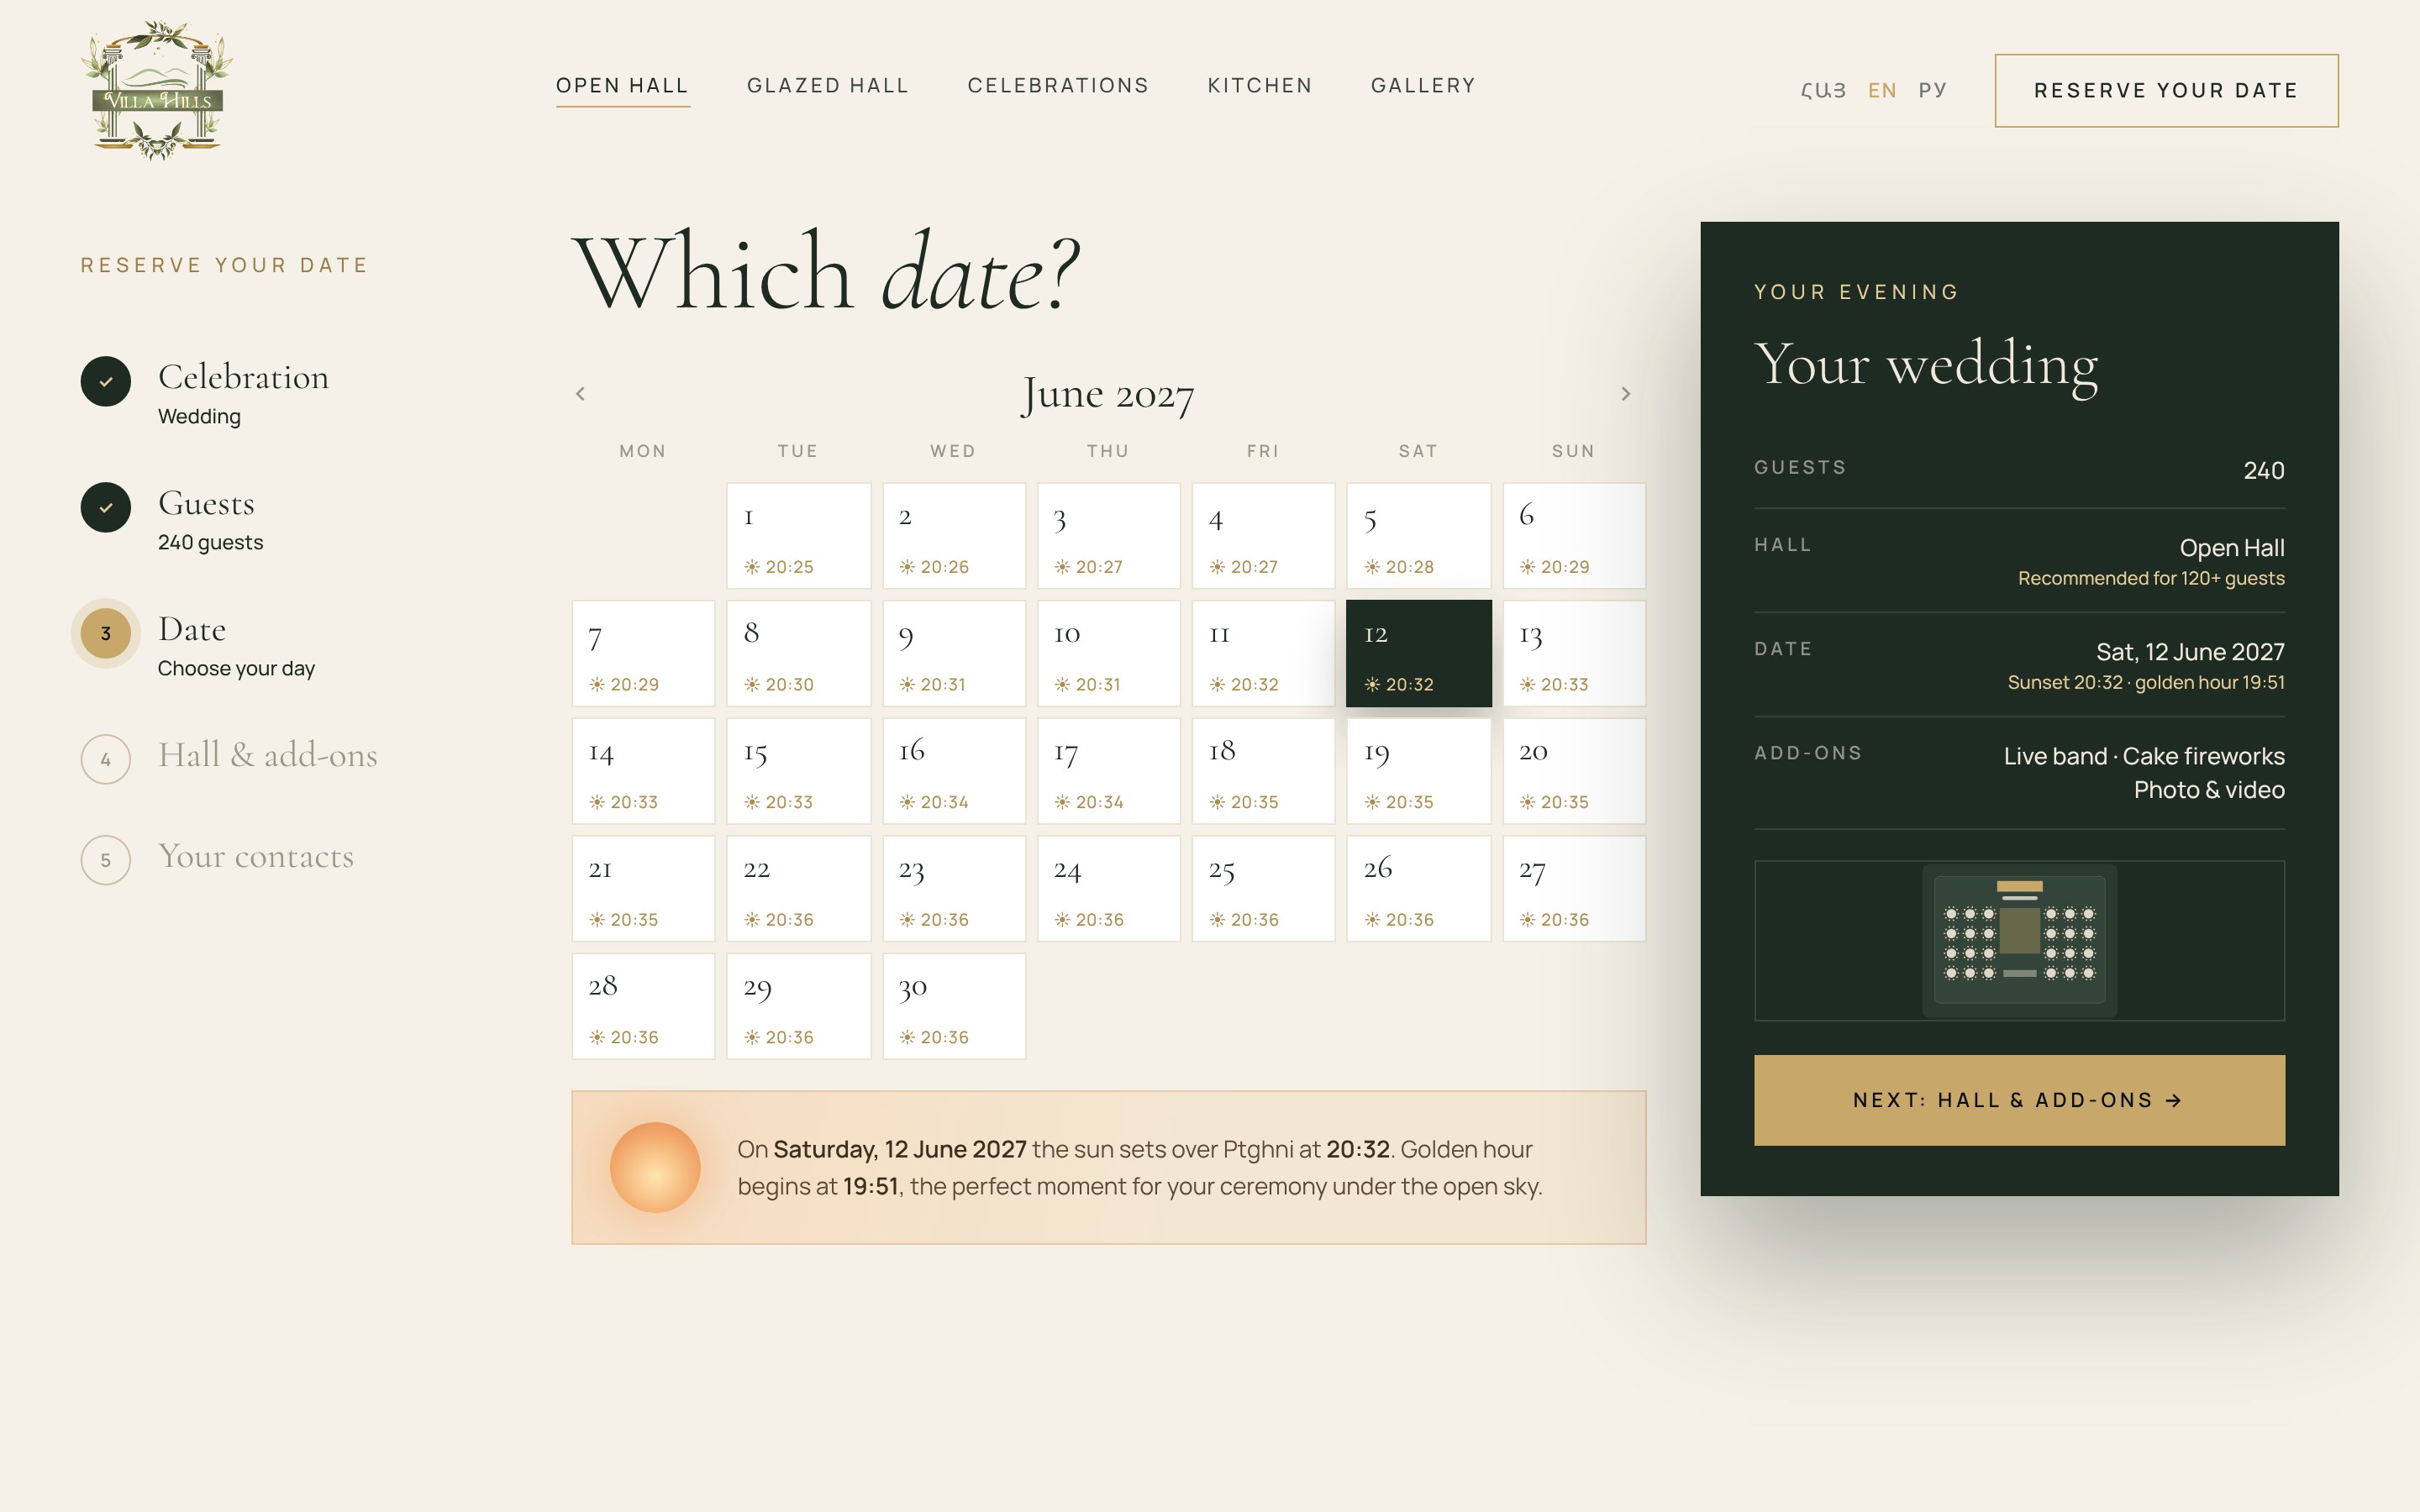 VILLA HILLS
OPEN HALL
GLAZED HALL
CELEBRATIONS
KITCHEN
GALLERY
ՀԱՅ
EN
РУ
RESERVE YOUR DATE
RESERVE YOUR DATE
Celebration
Wedding
Guests
240 guests
3
Date
Choose your day
4
Hall & add-ons
5
Your contacts
Which date?
June 2027
MON TUE WED THU FRI SAT SUN
1 2 3 4 5 6
20:25 20:26 20:27 20:27 20:28 20:29
7 8 9 10 11 12 13
20:29 20:30 20:31 20:31 20:32 20:32 20:33
14 15 16 17 18 19 20
20:33 20:33 20:34 20:34 20:35 20:35 20:35
21 22 23 24 25 26 27
20:35 20:36 20:36 20:36 20:36 20:36 20:36
28 29 30
20:36 20:36 20:36
On Saturday, 12 June 2027 the sun sets over Ptghni at 20:32. Golden hour
begins at 19:51, the perfect moment for your ceremony under the open sky.
YOUR EVENING
Your wedding
GUESTS
240
HALL
Open Hall
Recommended for 120+ guests
DATE
Sat, 12 June 2027
Sunset 20:32 · golden hour 19:51
ADD-ONS
Live band · Cake fireworks
Photo & video
NEXT: HALL & ADD-ONS →